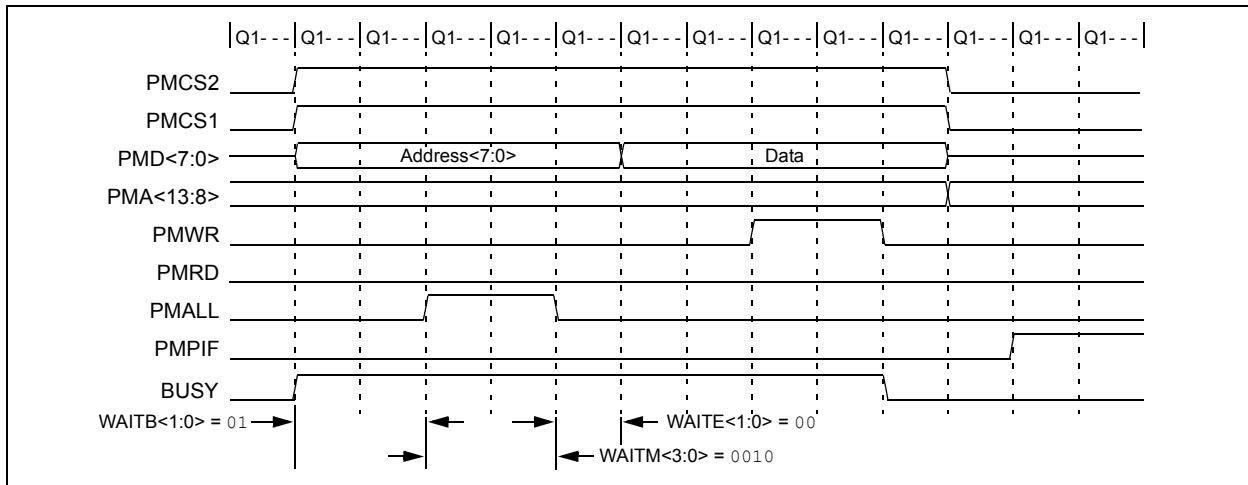 Q1- - - Q1- - - Q1- - - Q1- - - Q1- - - Q1- - - Q1- - - Q1- - - Q1- - - Q1- - - Q1- - - Q1- - - Q1- - - Q1- - -
PMCS2
PMCS1
PMD<7:0> Address<7:0> Data
PMA<13:8>
PMWR
PMRD
PMALL
PMPIF
BUSY
WAITB<1:0> = 01 WAITE<1:0> = 00
WAITM<3:0> = 0010